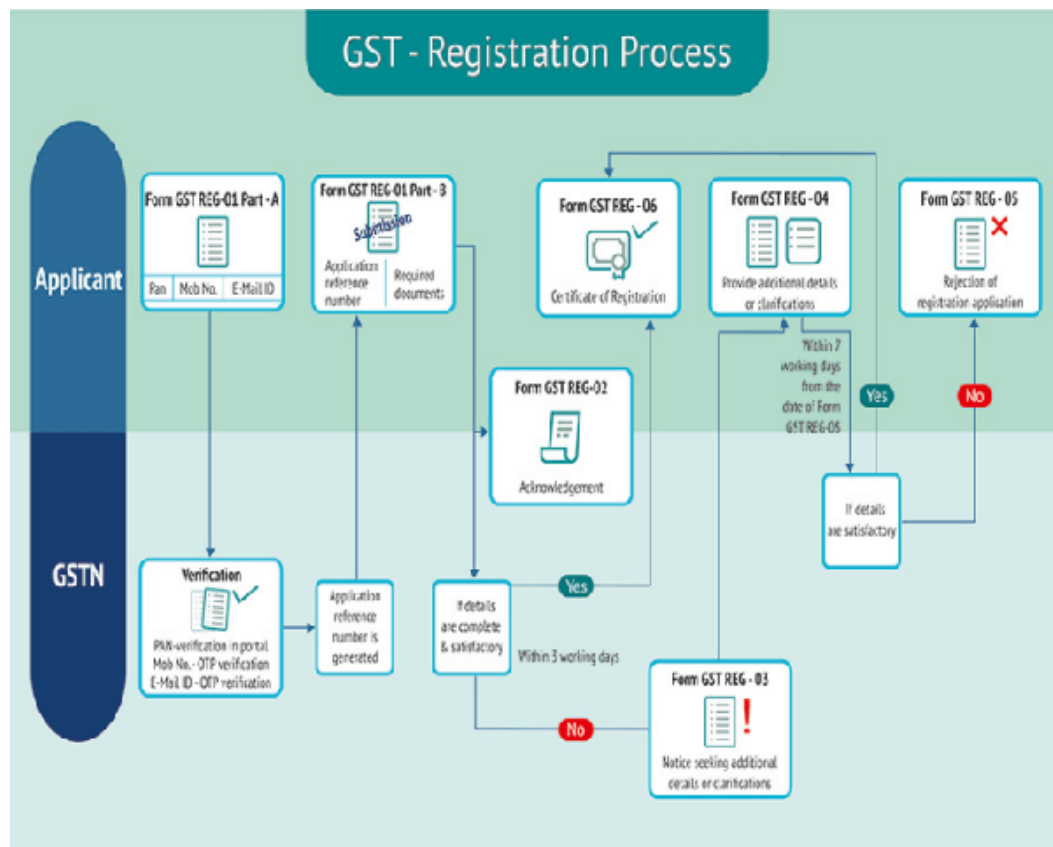 GST - Registration Process
Applicant
GSTN
Form GST REG-01 Part - A
Pan
Mob No.
E-Mail ID
Verification
PAN-verification in portal
Mob No.- OTP verification
E-Mail ID - OTP verification
Application
reference
number is
generated
Form GST REG-01 Part - B
Submission
Application
reference
number
Required
documents
Form GST REG-02
Acknowledgement
If details
are complete
& satisfactory
Yes
Within 3 working days
No
Form GST REG - 06
Certificate of Registration
Form GST REG - 03
Notice seeking additional
details or clarifications
Form GST REG - 04
Provide additional details
or clarifications
Within 7
working days
from the
date of Form
GST REG-05
If details
are satisfactory
Yes
No
Form GST REG - 05
Rejection of
registration application